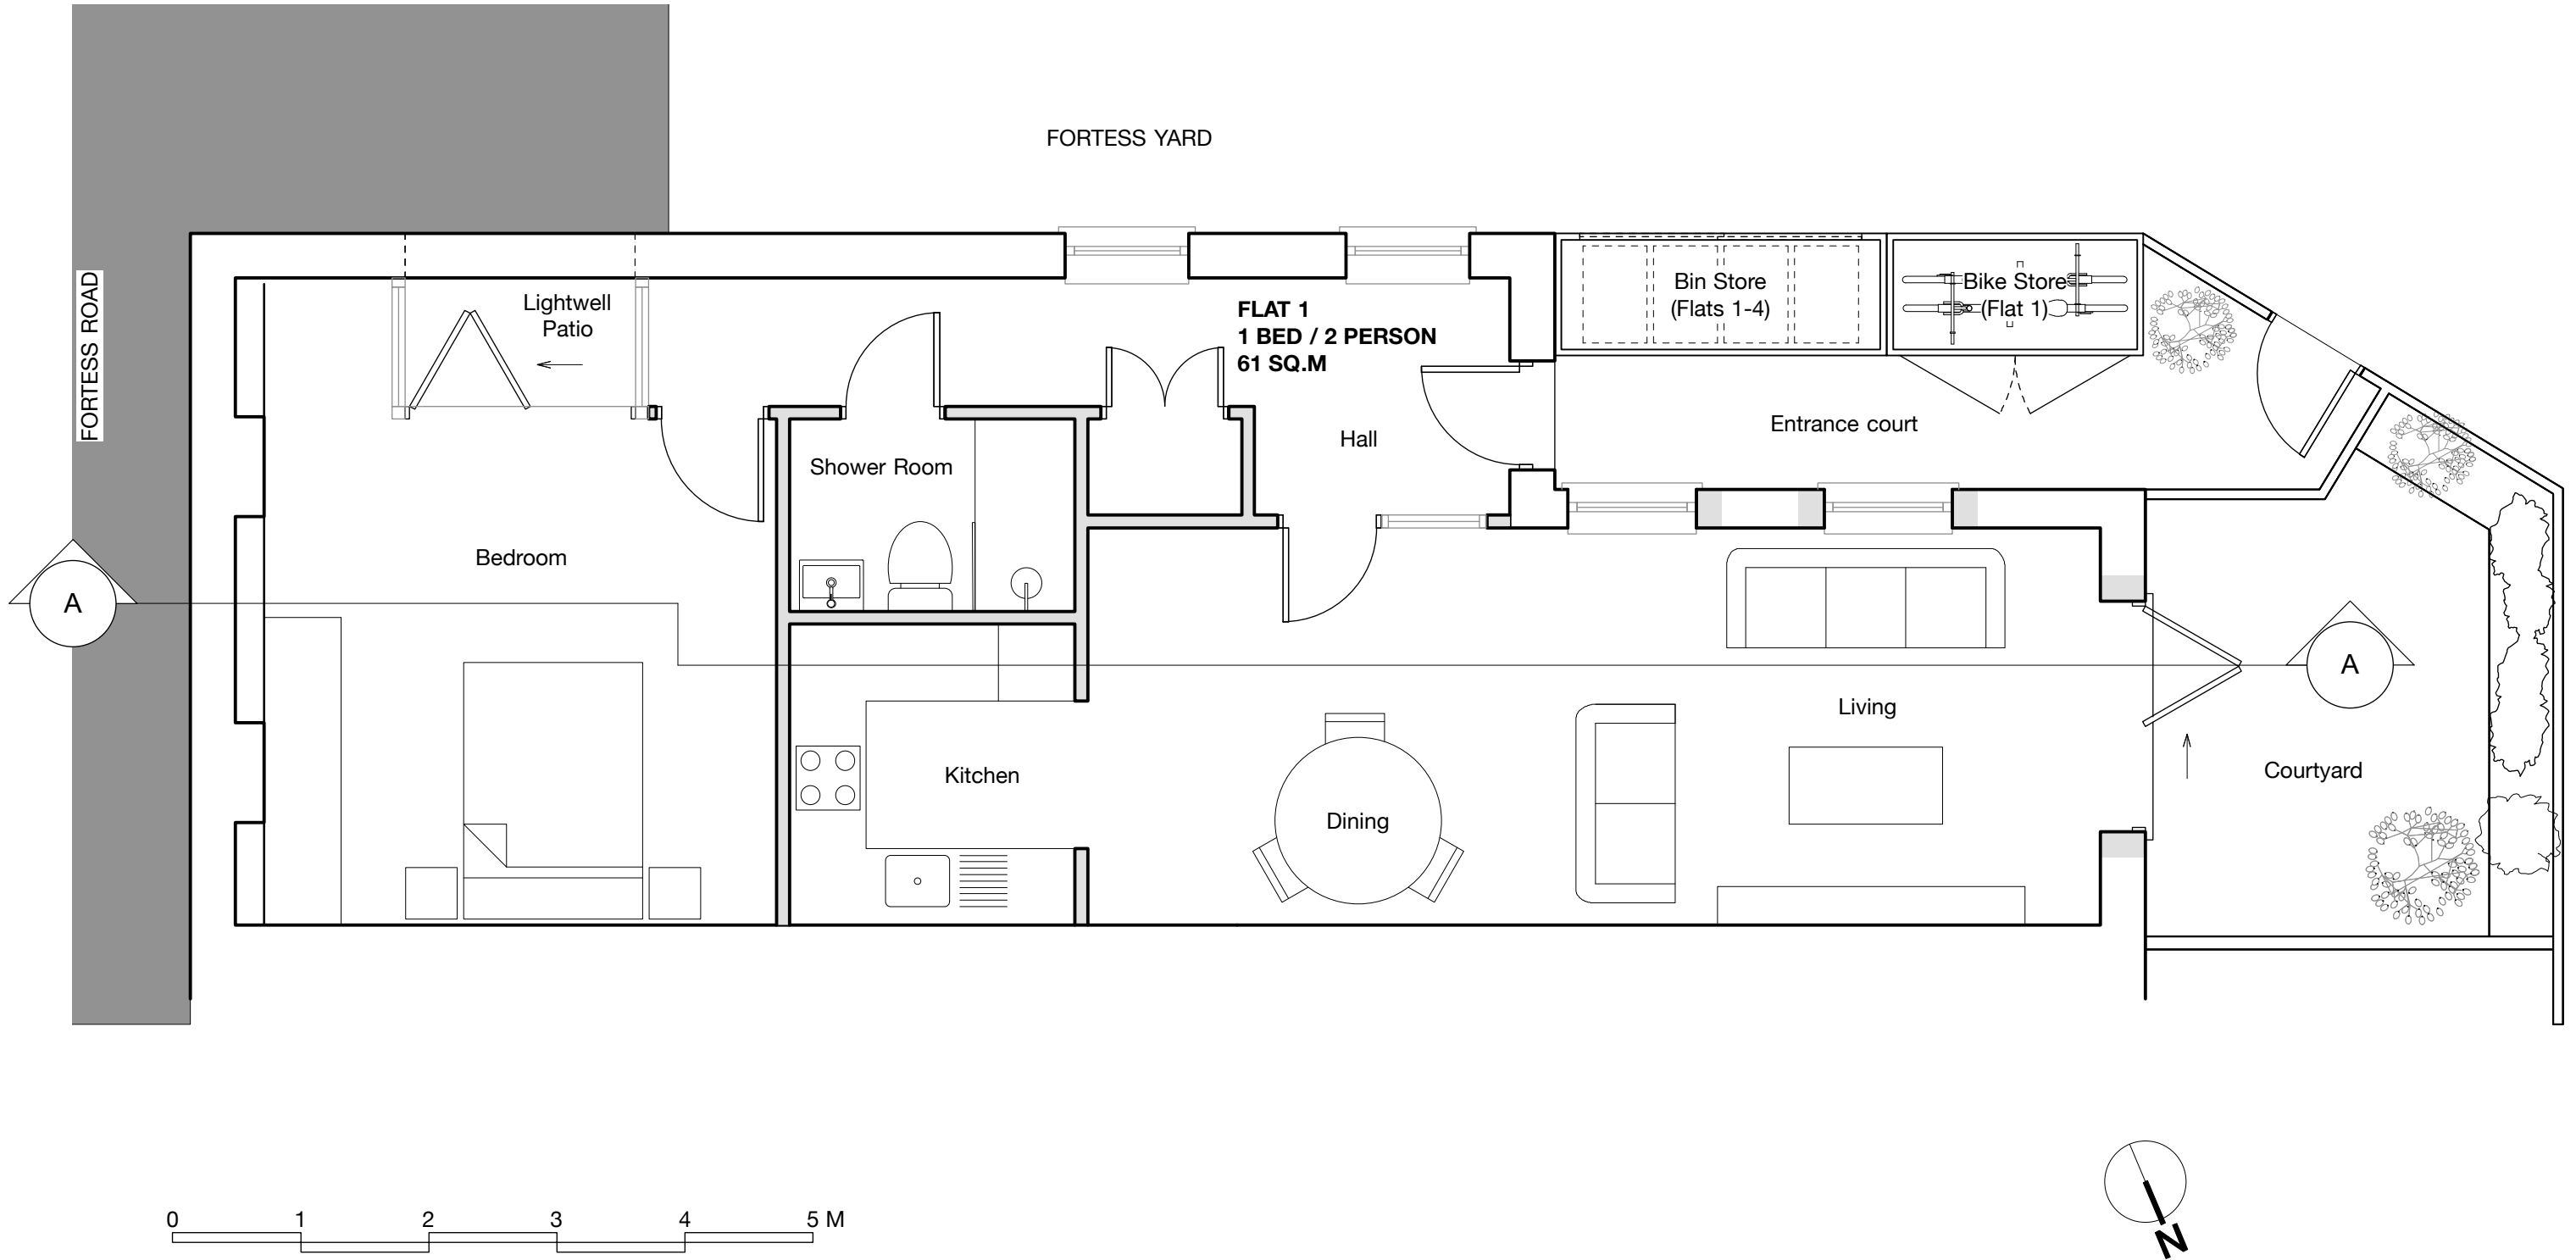 FORTESS YARD
FORTESS ROAD
Lightwell
Patio
FLAT 1
1 BED / 2 PERSON
61 SQ.M
Bin Store
(Flats 1-4)
Bike Store
(Flat 1)
Entrance court
Hall
Shower Room
Bedroom
A
A
Living
Kitchen
Courtyard
Dining
0 1 2 3 4 5 M
N